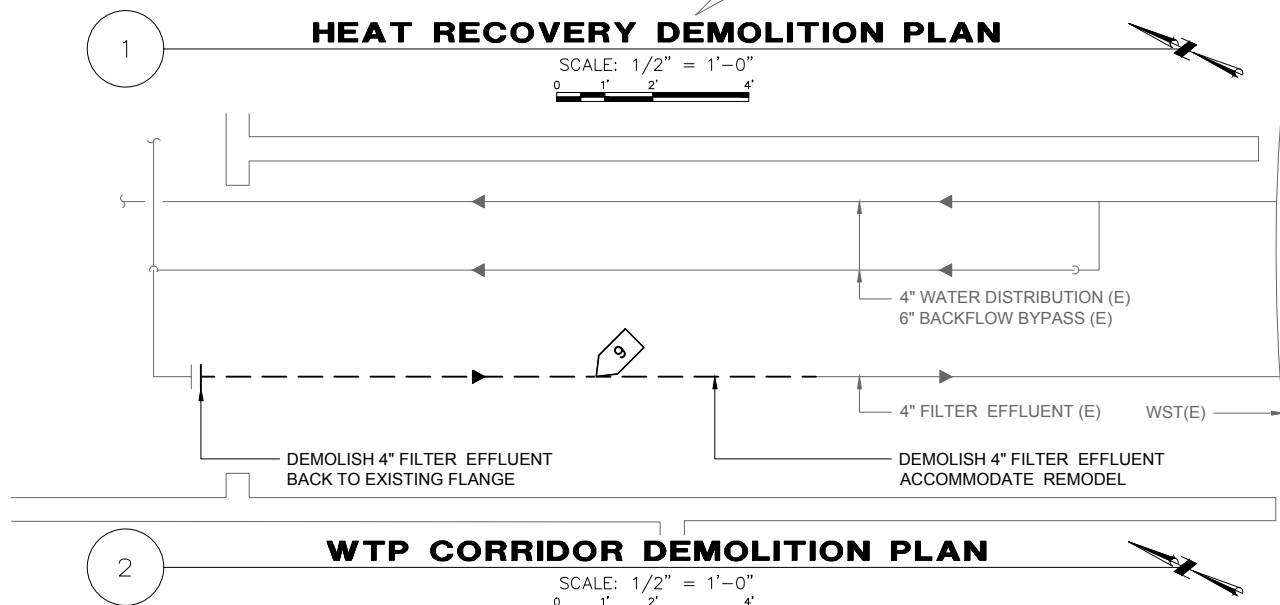 1
HEAT RECOVERY DEMOLITION PLAN
SCALE: 1/2" = 1'-0"
0 1' 2' 4'
4" WATER DISTRIBUTION (E)
6" BACKFLOW BYPASS (E)
9
4" FILTER EFFLUENT (E)
WST(E)
DEMOLISH 4" FILTER EFFLUENT
BACK TO EXISTING FLANGE
DEMOLISH 4" FILTER EFFLUENT
ACCOMMODATE REMODEL
2
WTP CORRIDOR DEMOLITION PLAN
SCALE: 1/2" = 1'-0"
0 1' 2' 4'